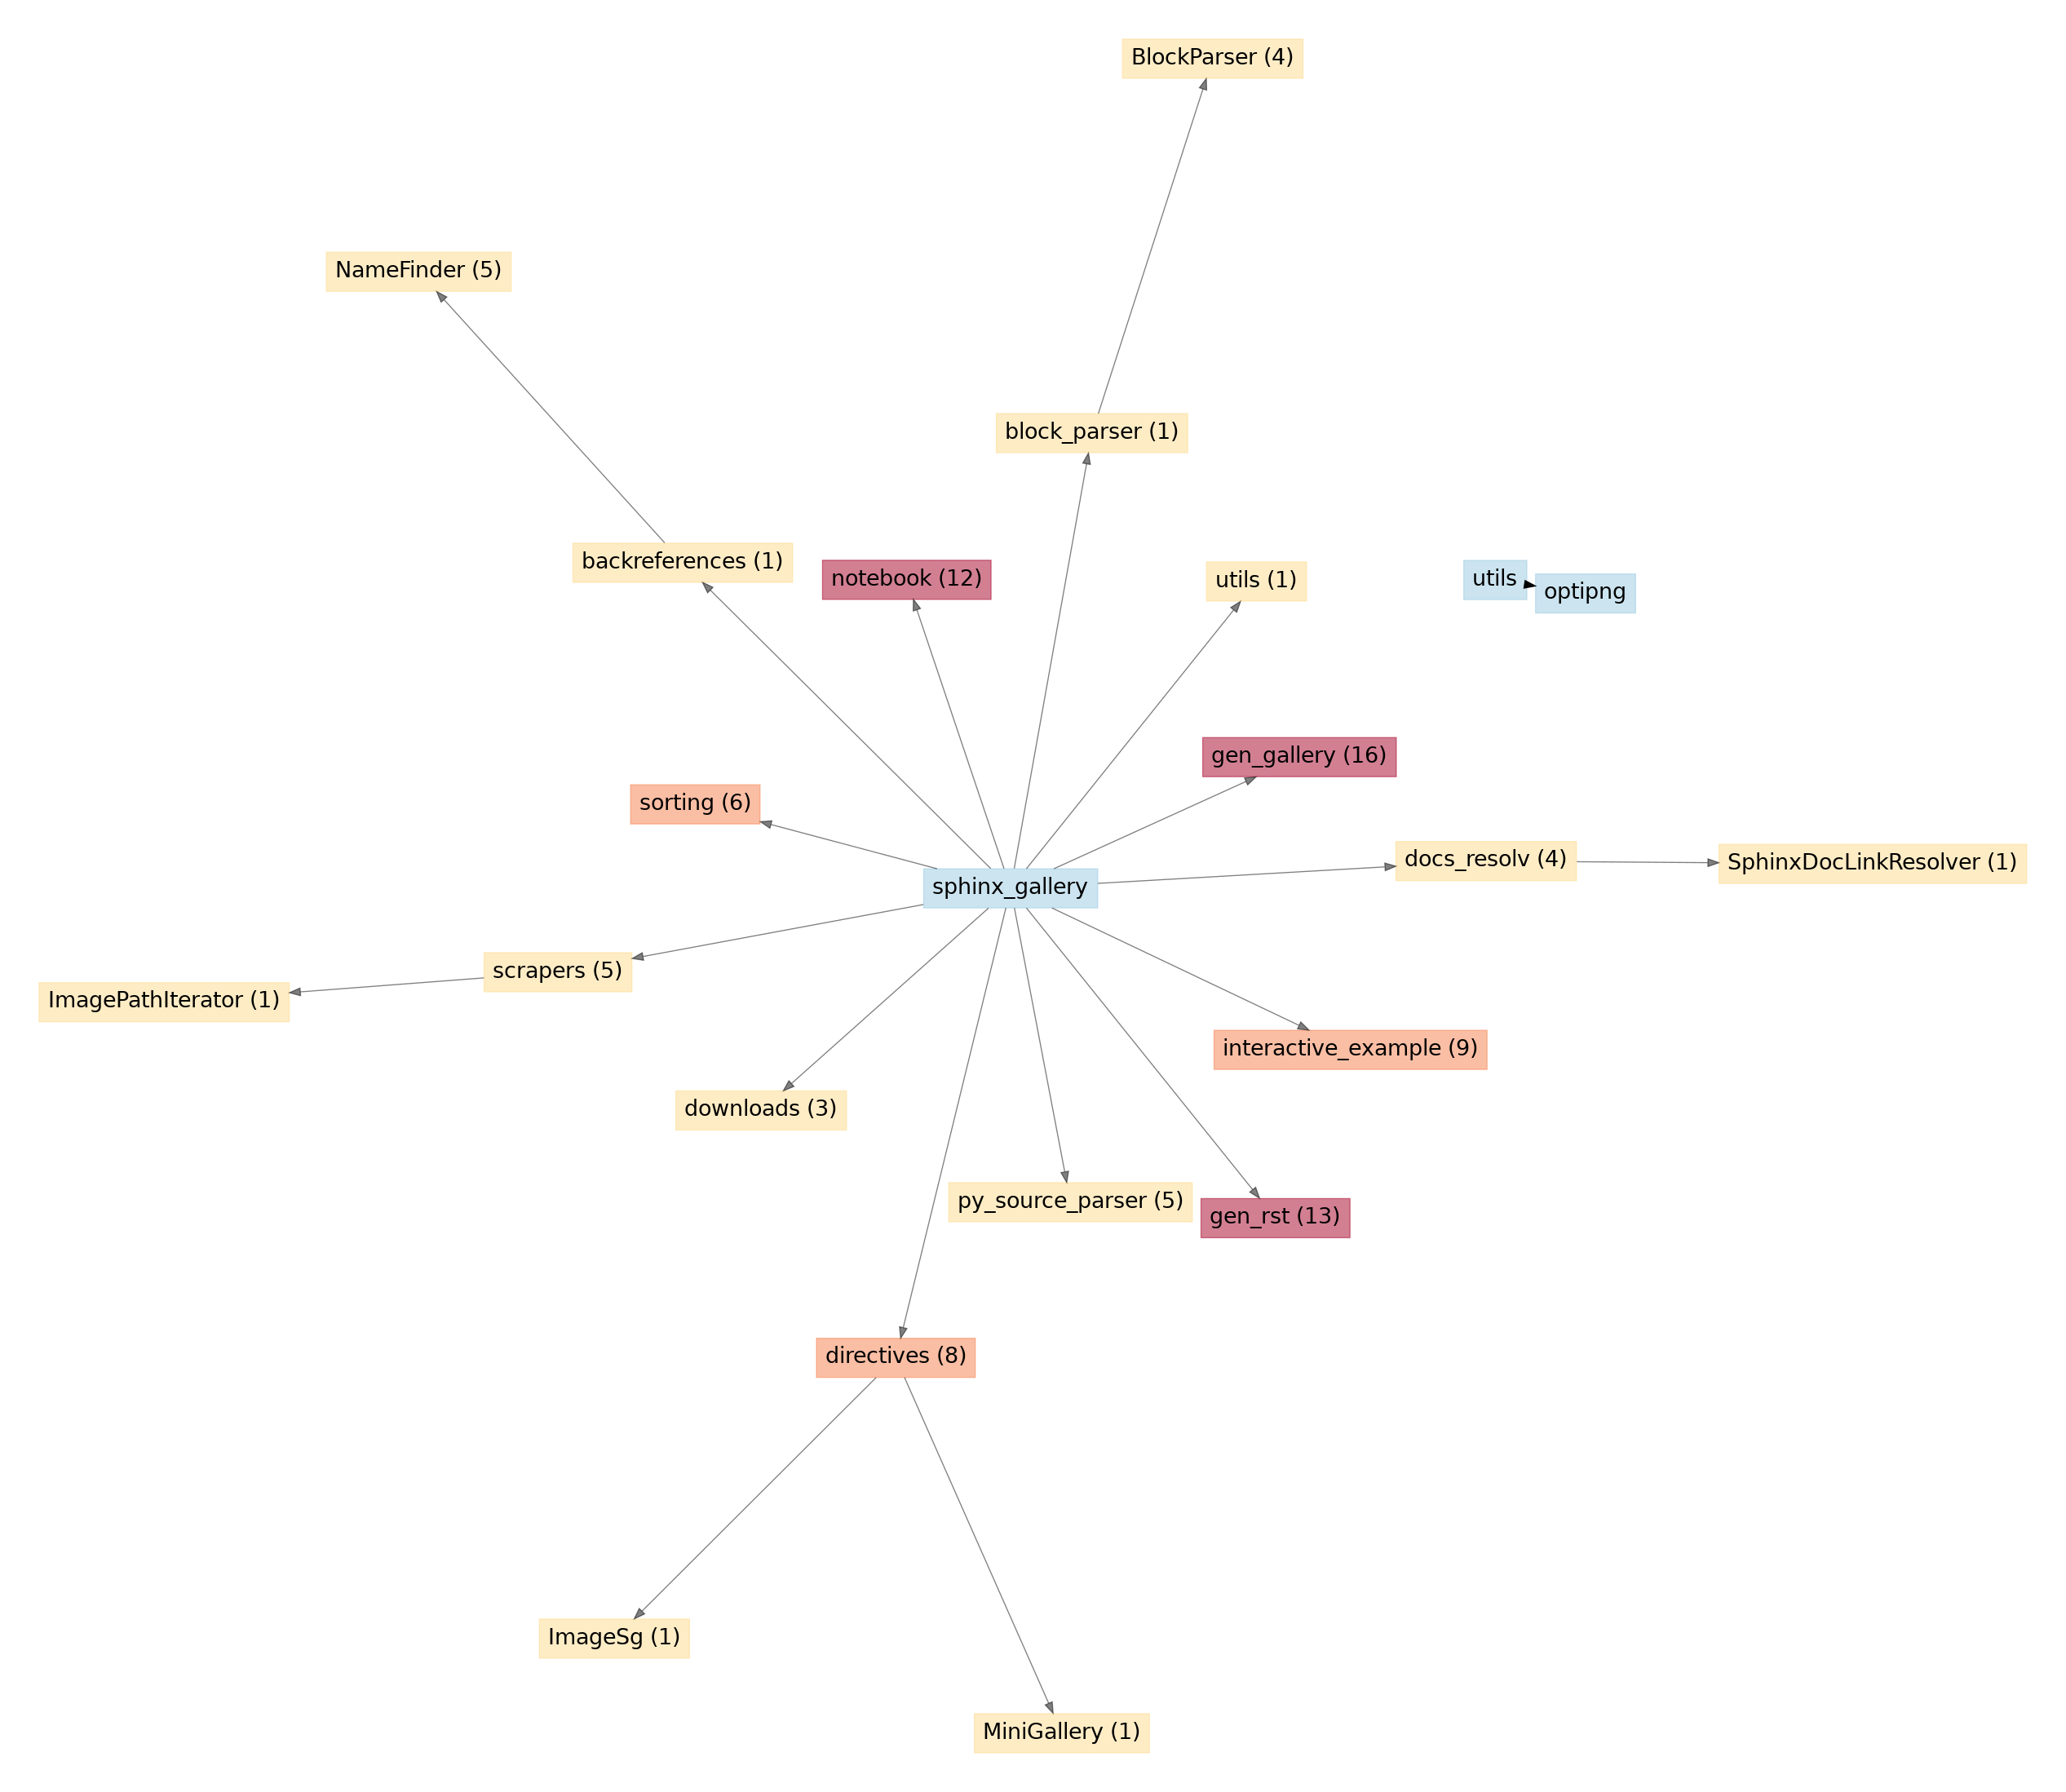 BlockParser (4)
NameFinder (5)
block_parser (1)
backreferences (1)
notebook (12)
utils (1)
utils
optipng
gen_gallery (16)
sorting (6)
docs_resolv (4)
SphinxDocLinkResolver (1)
sphinx_gallery
scrapers (5)
ImagePathIterator (1)
interactive_example (9)
downloads (3)
py_source_parser (5)
gen_rst (13)
directives (8)
ImageSg (1)
MiniGallery (1)